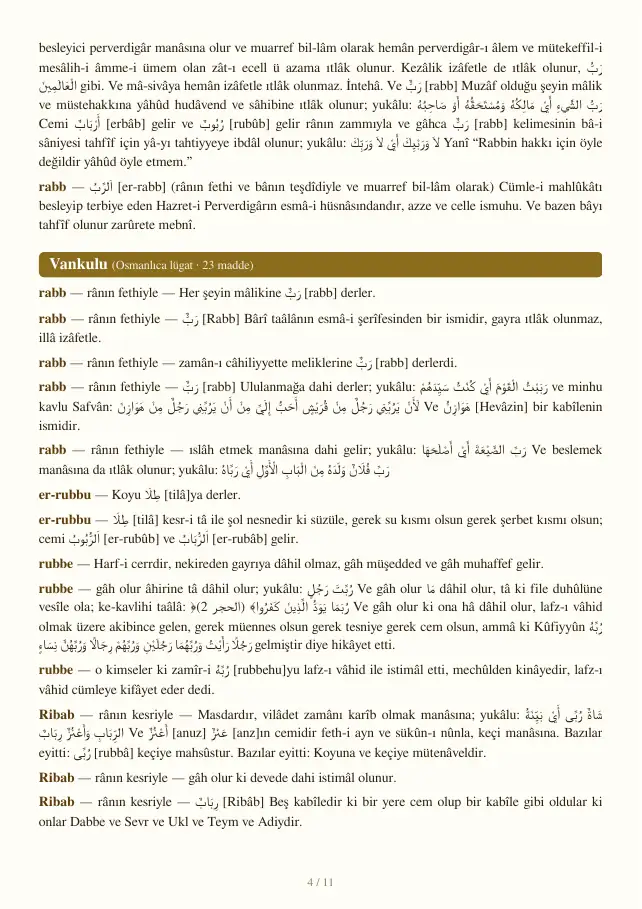 besleyici perverdigâr manâsına olur ve muarref bil-lâm olarak hemân perverdigâr-ı âlem ve mütekeffil-i
mesâlih-i âmme-i ümem olan zât-ı ecell ü azama ıtlâk olunur. Kezâlik izafetle de ıtlâk olunur, رَبُّ
الْعَالَمِينَ gibi. Ve mâ-sivâya hemân izâfetle ıtlâk olunmaz. İntehâ. Ve رَبّ [rabb] Muzâf olduğu şeyin mâlik
ve müstehakkına yâhûd hudâvend ve sâhibine ıtlâk olunur; yukâlu: رَبُّ الشَّيْءِ أَيْ مَالِكُهُ وَمُسْتَحَقُّهُ أَوْ صَاحِبُهُ
Cemi أَرْبَابٌ [erbâb] gelir ve رُبُوبٌ [rubûb] gelir rânın zammıyla ve gâhca رَبّ [rabb] kelimesinin bâ-i
sâniyesi tahfîf için yâ-yı tahtiyyeye ibdâl olunur; yukâlu: لاَ وَرَبْيِكَ أَيْ لاَ وَرَبِّكَ Yanî “Rabbin hakkı için öyle
değildir yâhûd öyle etmem.”
rabb — اَلرَّبُّ [er-rabb] (rânın fethi ve bânın teşdîdiyle ve muarref bil-lâm olarak) Cümle-i mahlûkâtı
besleyip terbiye eden Hazret-i Perverdigârın esmâ-i hüsnâsındandır, azze ve celle ismuhu. Ve bazen bâyı
tahfîf olunur zarûrete mebnî.
Vankulu (Osmanlıca lügat · 23 madde)
rabb — rânın fethiyle — Her şeyin mâlikine رَبٌّ [rabb] derler.
rabb — rânın fethiyle — رَبٌّ [Rabb] Bârî taâlânın esmâ-i şerîfesinden bir ismidir, gayra ıtlâk olunmaz,
illâ izâfetle.
rabb — rânın fethiyle — zamân-ı câhiliyyette meliklerine رَبٌّ [rabb] derlerdi.
rabb — rânın fethiyle — رَبٌّ [rabb] Ululanmağa dahi derler; yukâlu: رَبَبْتُ الْقَوْمَ أَيْ كُنْتُ سَيِّدَهُمْ ve minhu
kavlu Safvân: لَأَنْ يَرُبَّنِي رَجُلٌ مِنْ قُرَيْشٍ أَحَبُّ إِلَيَّ مِنْ أَنْ يَرُبَّنِي رَجُلٌ مِنْ هَوَازِنْ Ve هَوَازِنُ [Hevâzin] bir kabîlenin
ismidir.
rabb — rânın fethiyle — ıslâh etmek manâsına dahi gelir; yukâlu: رَبّ الضَّيْعَةَ أَيْ أَصْلَحَهَا Ve beslemek
manâsına da ıtlâk olunur; yukâlu: رَبّ فُلَانٌ وَلَدَهُ مِنَ الْبَابِ الْأَوَّلِ أَيْ رَبَّاهُ
er-rubbu — Koyu طِلَا [tilâ]ya derler.
er-rubbu — طِلَا [tilâ] kesr-i tâ ile şol nesnedir ki süzüle, gerek su kısmı olsun gerek şerbet kısmı olsun;
cemi اَلرُّبُوبُ [er-rubûb] ve اَلرُّبَابُ [er-rubâb] gelir.
rubbe — Harf-i cerrdir, nekireden gayrıya dâhil olmaz, gâh müşedded ve gâh muhaffef gelir.
rubbe — gâh olur âhirine tâ dâhil olur; yukâlu: رُبَّتَ رَجُلٍ Ve gâh olur مَا dâhil olur, tâ ki file duhûlüne
vesîle ola; ke-kavlihi taâlâ: ﴿رُبَمَا يَوَدُّ الَّذِينَ كَفَرُوا﴾ (الحجر 2) Ve gâh olur ki ona hâ dâhil olur, lafz-ı vâhid
olmak üzere akibince gelen, gerek müennes olsun gerek tesniye gerek cem olsun, ammâ ki Kûfiyyûn رُبَّهُ
رَجُلًا رَأَيْتُ وَرُبَّهُمَا رَجُلَيْنِ وَرُبَّهُمْ رِجَالًا وَرُبَّهُنَّ نِسَاءً gelmiştir diye hikâyet etti.
rubbe — o kimseler ki zamîr-i رُبَّهُ [rubbehu]yu lafz-ı vâhid ile istimâl etti, mechûlden kinâyedir, lafz-ı
vâhid cümleye kifâyet eder dedi.
Ribab — rânın kesriyle — Masdardır, vilâdet zamânı karîb olmak manâsına; yukâlu: شَاةٌ رُبَّى أَيْ بَيِّنَةُ
الرِّبَابِ وَأَعْنُزٌ رِبَابٌ Ve أَعْنُزٌ [anuz] عَنْزٌ [anz]ın cemidir feth-i ayn ve sükûn-ı nûnla, keçi manâsına. Bazılar
eyitti: رُبَّى [rubbâ] keçiye mahsûstur. Bazılar eyitti: Koyuna ve keçiye mütenâveldir.
Ribab — rânın kesriyle — gâh olur ki devede dahi istimâl olunur.
Ribab — rânın kesriyle — رِبَابٌ [Ribâb] Beş kabîledir ki bir yere cem olup bir kabîle gibi oldular ki
onlar Dabbe ve Sevr ve Ukl ve Teym ve Adiydir.
4 / 11